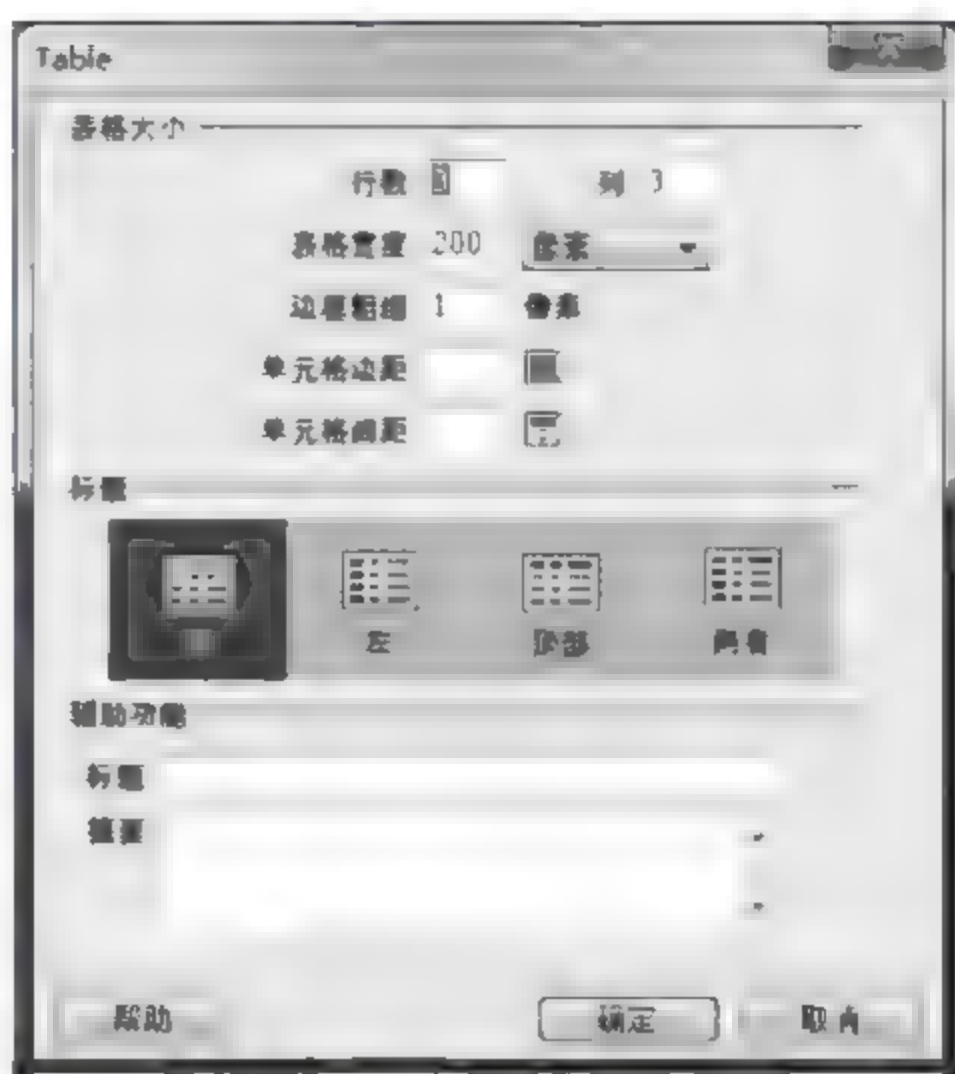 Table
表格大小
行数 3 列 3
表格宽度 200 像素
边框粗细 1 像素
单元格边距
单元格间距
标题
左 顶部 两者
辅助功能
标题
摘要
帮助 确定 取消